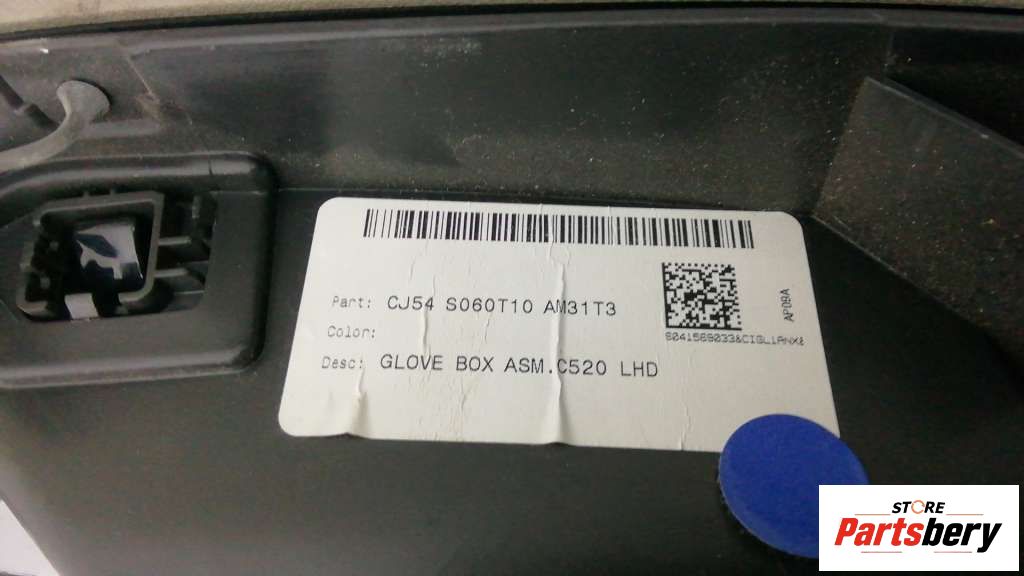 Part: CJ54 S060T10 AM31T3
Color:
Desc: GLOVE BOX ASM.C520 LHD
AP09A
STORE
Partsbery